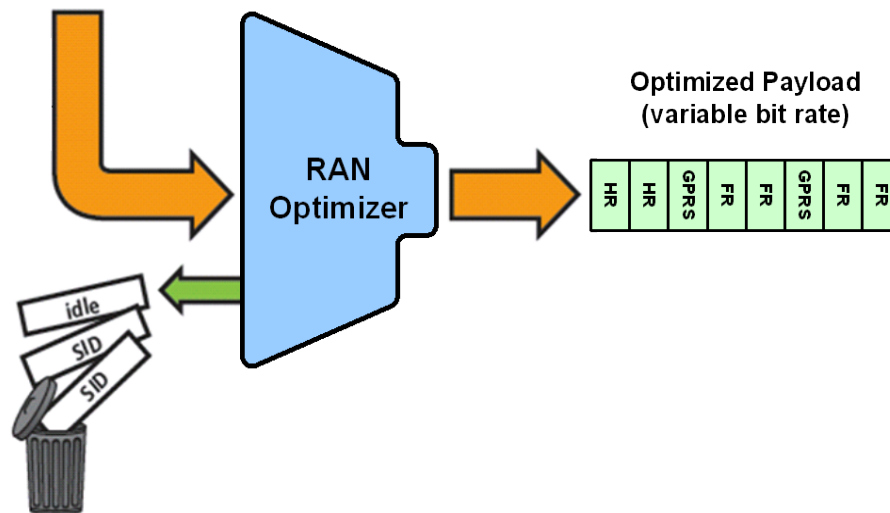 Optimized Payload
(variable bit rate)
RAN
Optimizer
HR
HR
GPRS
FR
FR
GPRS
FR
FR
idle
SID
SID